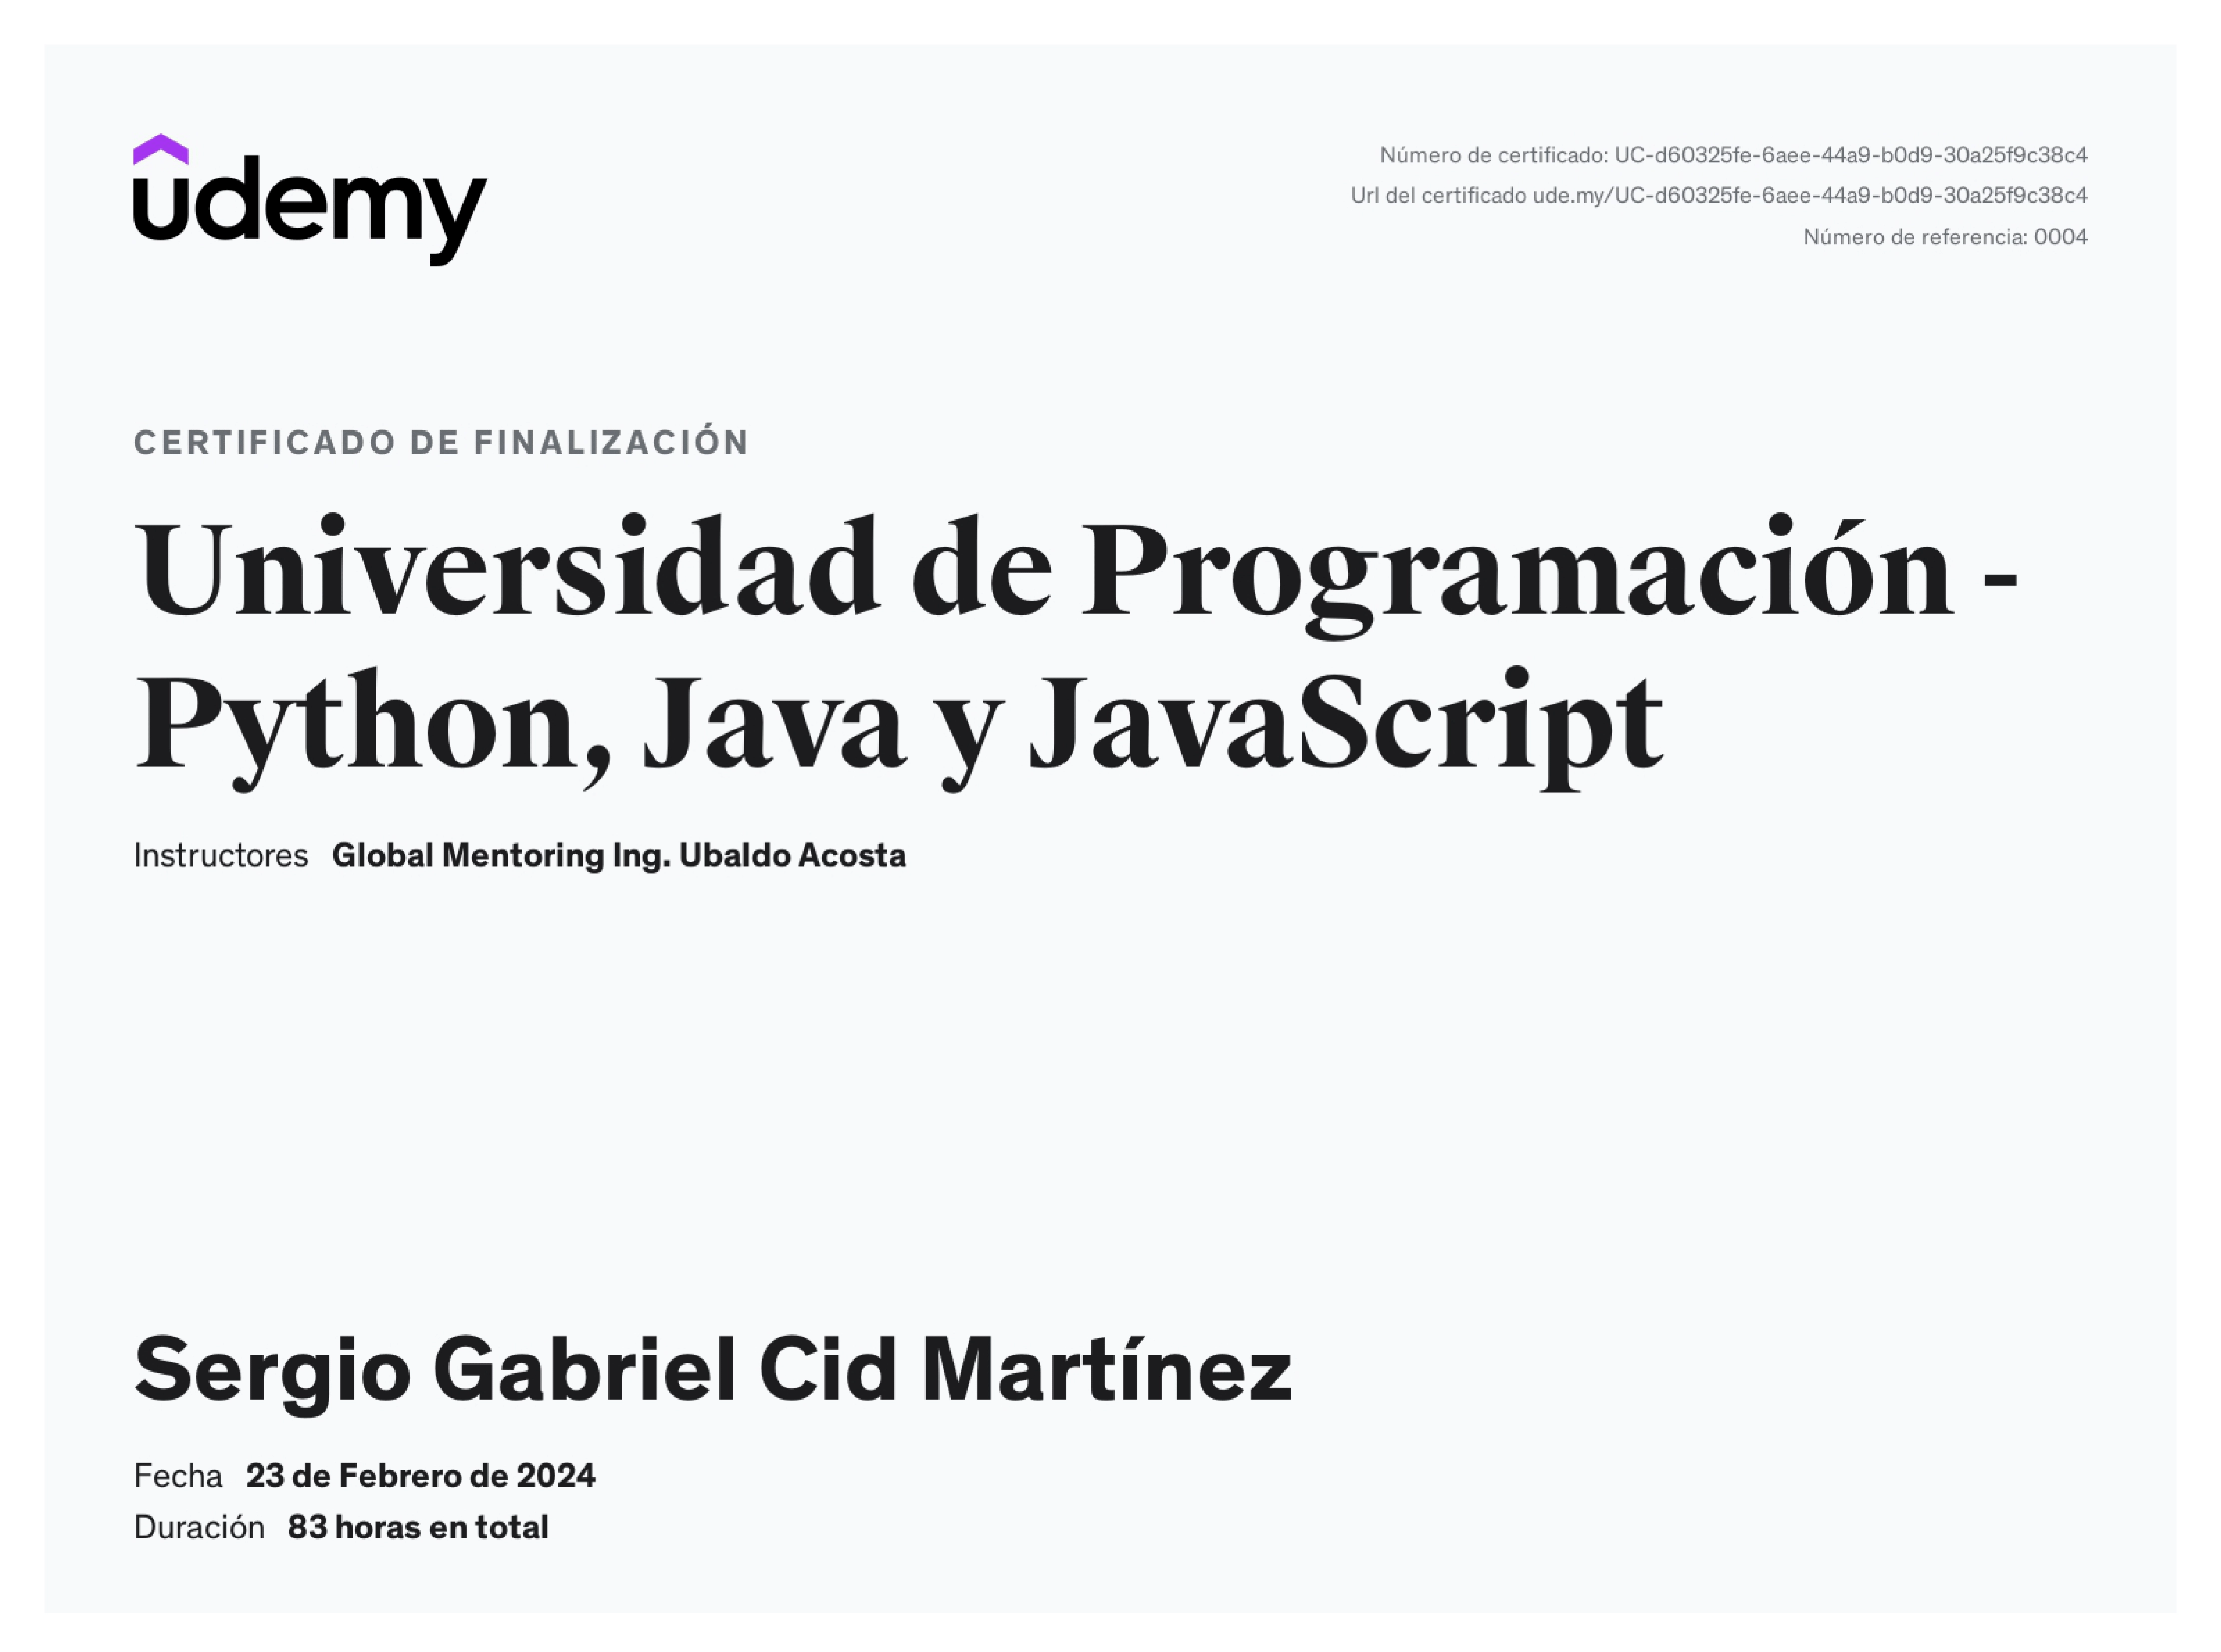 udemy
Número de certificado: UC-d60325fe-6aee-44a9-b0d9-30a25f9c38c4
Url del certificado ude.my/UC-d60325fe-6aee-44a9-b0d9-30a25f9c38c4
Número de referencia: 0004
CERTIFICADO DE FINALIZACIÓN
Universidad de Programación -
Python, Java y JavaScript
Instructores Global Mentoring Ing. Ubaldo Acosta
Sergio Gabriel Cid Martínez
Fecha 23 de Febrero de 2024
Duración 83 horas en total